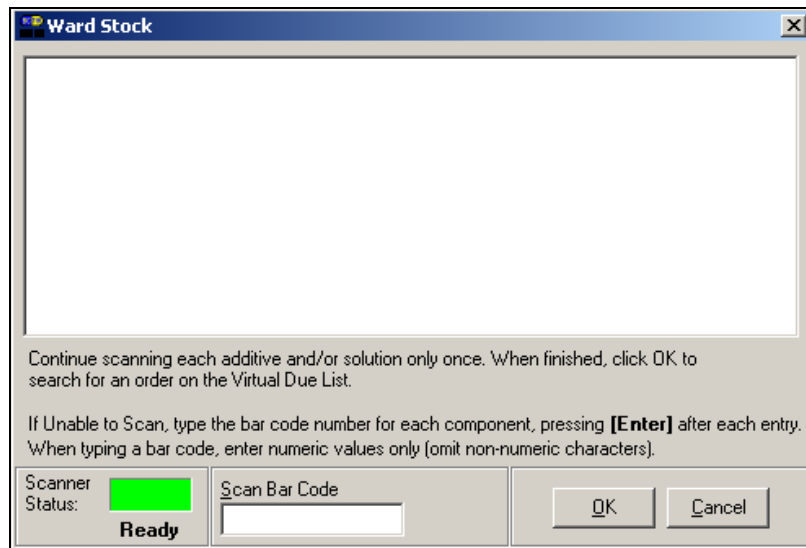 Ward Stock
Continue scanning each additive and/or solution only once. When finished, click OK to
search for an order on the Virtual Due List.
If Unable to Scan, type the bar code number for each component, pressing [Enter] after each entry.
When typing a bar code, enter numeric values only (omit non-numeric characters).
Scanner
Status:
Ready
Scan Bar Code
OK
Cancel